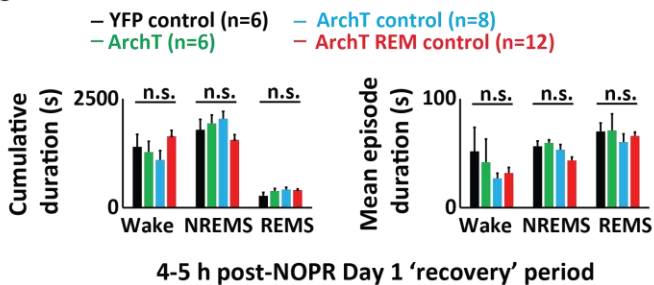 – YFP control (n=6) – ArchT control (n=8)
– ArchT (n=6) – ArchT REM control (n=12)
Cumulative duration (s)
2500
0
n.s. n.s. n.s.
Wake NREMS REMS
Mean episode duration (s)
100
0
n.s. n.s. n.s.
Wake NREMS REMS
4-5 h post-NOPR Day 1 ‘recovery’ period